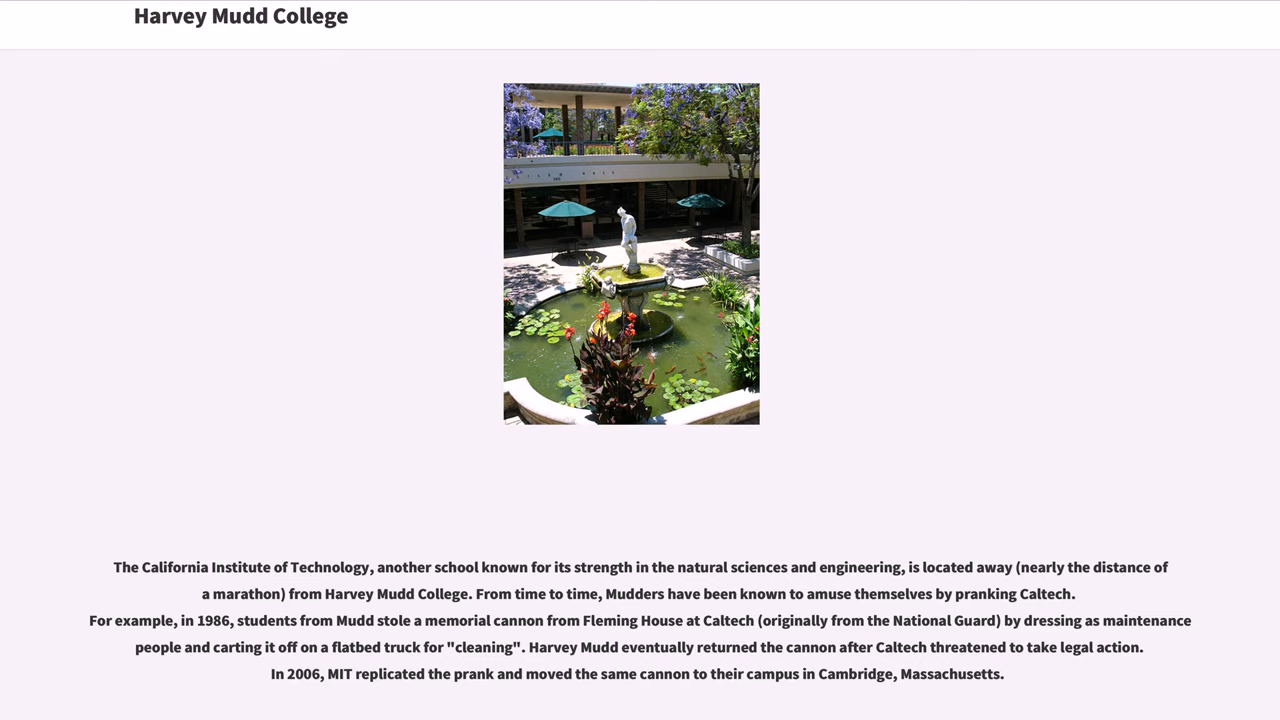 Harvey Mudd College
The California Institute of Technology, another school known for its strength in the natural sciences and engineering, is located away (nearly the distance of
a marathon) from Harvey Mudd College. From time to time, Mudders have been known to amuse themselves by pranking Caltech.
For example, in 1986, students from Mudd stole a memorial cannon from Fleming House at Caltech (originally from the National Guard) by dressing as maintenance
people and carting it off on a flatbed truck for "cleaning". Harvey Mudd eventually returned the cannon after Caltech threatened to take legal action.
In 2006, MIT replicated the prank and moved the same cannon to their campus in Cambridge, Massachusetts.